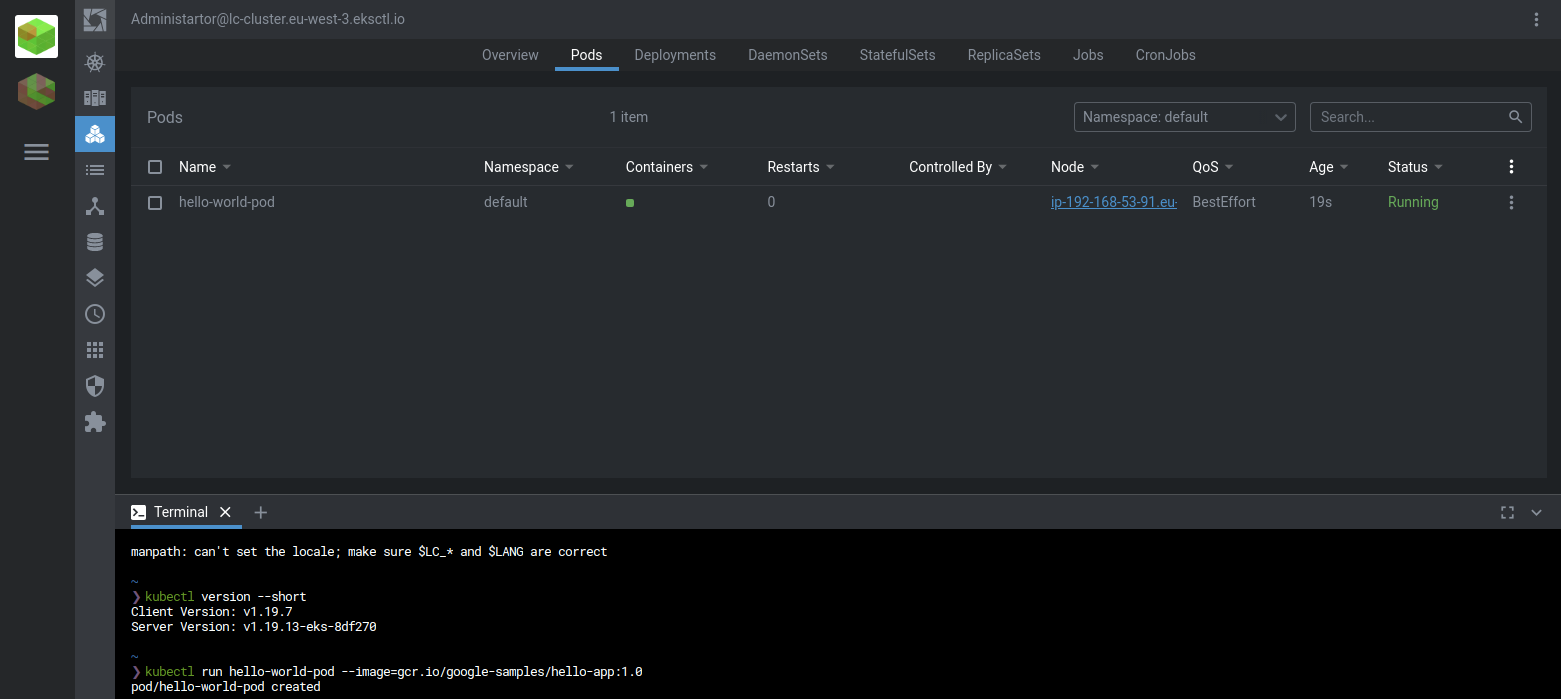 Administartor@lc-cluster.eu-west-3.eksctl.io
Overview Pods Deployments DaemonSets StatefulSets ReplicaSets Jobs CronJobs
Pods 1 item Namespace: default Search...
Name Namespace Containers Restarts Controlled By Node QoS Age Status
hello-world-pod default 0 ip-192-168-53-91.eu- BestEffort 19s Running
Terminal
manpath: can't set the locale; make sure $LC_* and $LANG are correct
~
❯ kubectl version --short
Client Version: v1.19.7
Server Version: v1.19.13-eks-8df270
~
❯ kubectl run hello-world-pod --image=gcr.io/google-samples/hello-app:1.0
pod/hello-world-pod created